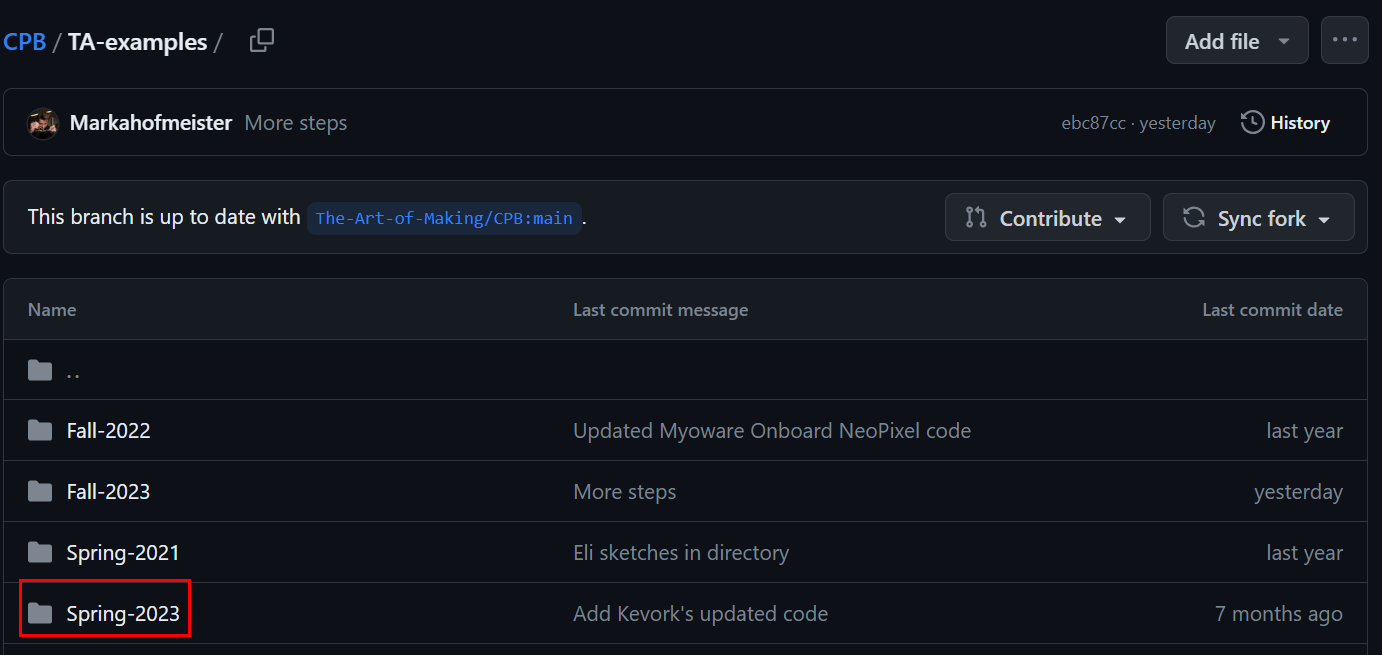 CPB / TA-examples /
Add file
Markahofmeister More steps
ebc87cc · yesterday
History
This branch is up to date with The-Art-of-Making/CPB:main .
Contribute
Sync fork
Name
Last commit message
Last commit date
..
Fall-2022
Updated Myoware Onboard NeoPixel code
last year
Fall-2023
More steps
yesterday
Spring-2021
Eli sketches in directory
last year
Spring-2023
Add Kevork's updated code
7 months ago